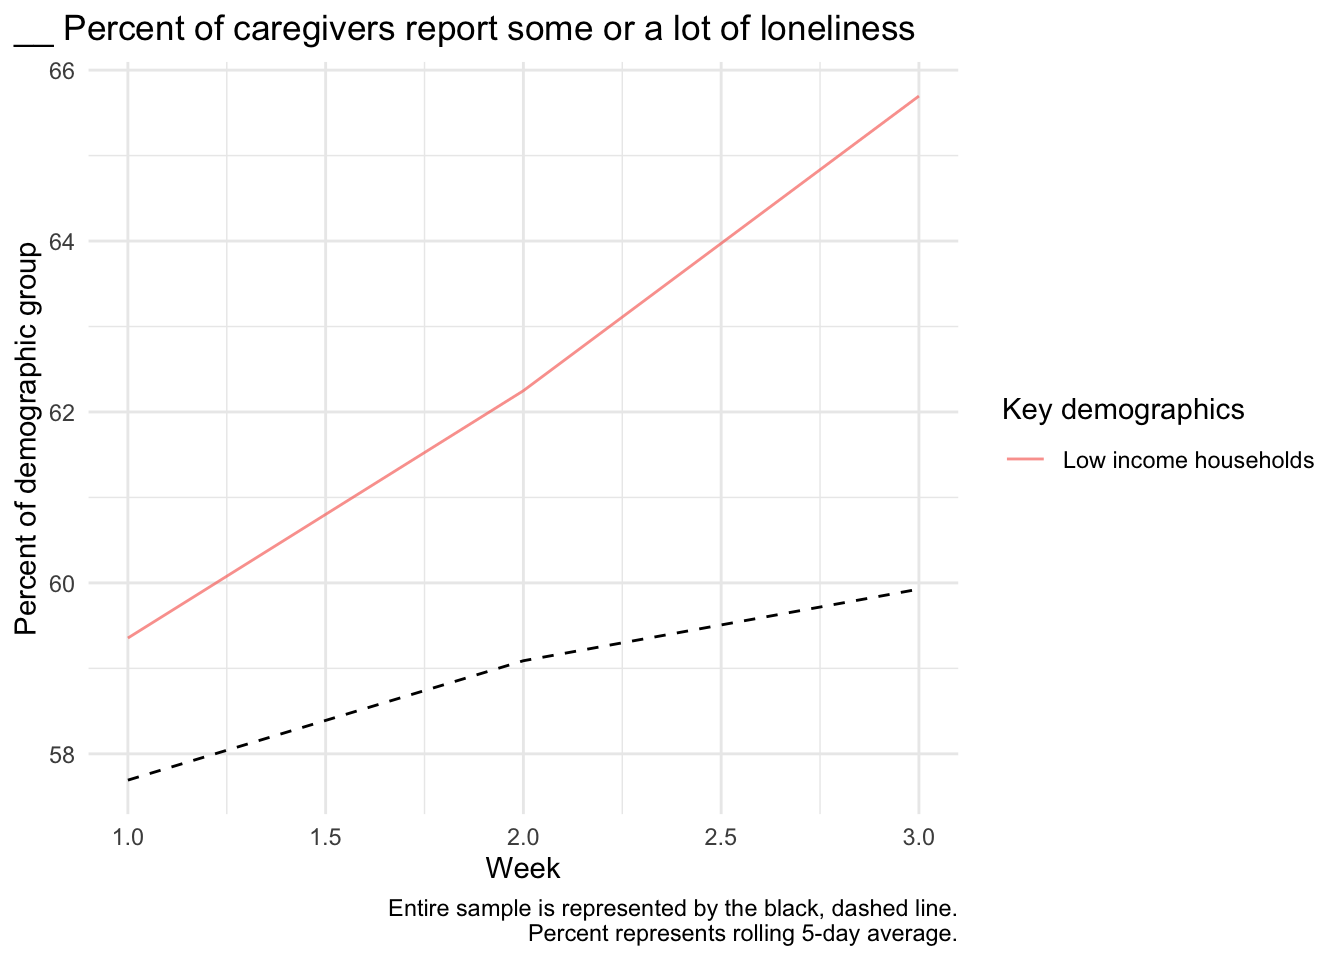 __ Percent of caregivers report some or a lot of loneliness
Percent of demographic group
66
64
62
60
58
1.0 1.5 2.0 2.5 3.0
Week
Key demographics
Low income households
Entire sample is represented by the black, dashed line.
Percent represents rolling 5-day average.